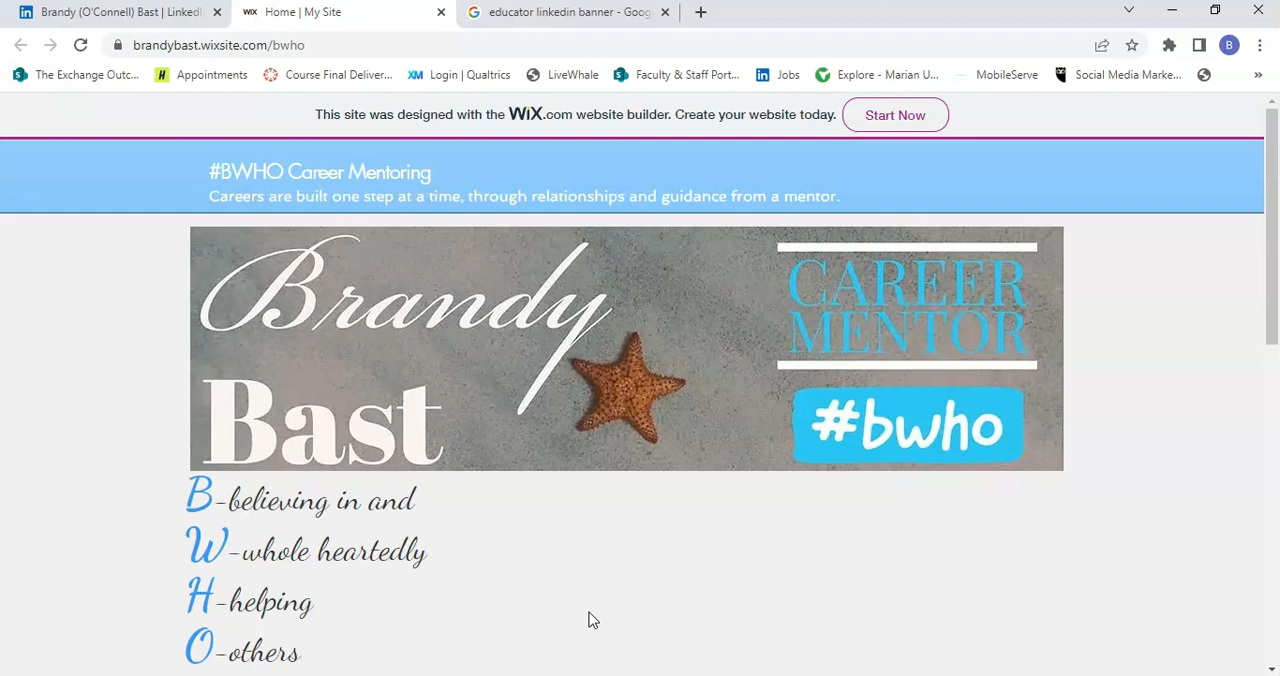 Brandy (O'Connell) Bast | LinkedI
WIX Home | My Site
educator linkedin banner - Goog
brandybast.wixsite.com/bwho
B
The Exchange Outc...
H Appointments
Course Final Deliver...
XM Login | Qualtrics
LiveWhale
Faculty & Staff Port...
in Jobs
Explore - Marian U...
MobileServe
Social Media Marke...
»
This site was designed with the WiX.com website builder. Create your website today. Start Now
#BWHO Career Mentoring
Careers are built one step at a time, through relationships and guidance from a mentor.
Brandy
Bast
CAREER
MENTOR
#bwho
B-believing in and
W-whole heartedly
H-helping
O-others